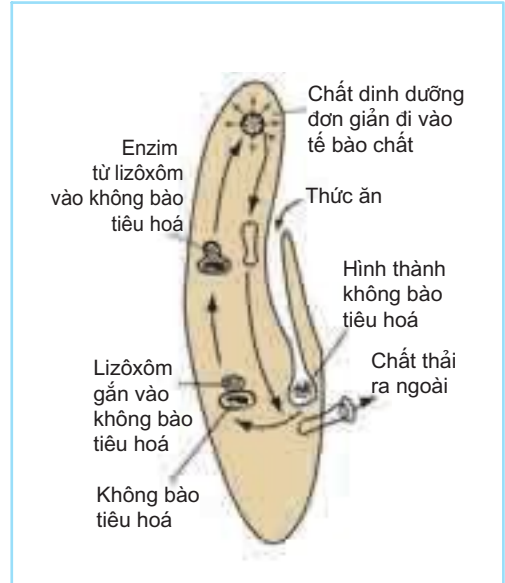 Chất dinh dưỡng
đơn giản đi vào
tế bào chất
Enzim
từ lizôxôm
vào không bào
tiêu hoá
Thức ăn
Hình thành
không bào
tiêu hoá
Chất thải
ra ngoài
Lizôxôm
gắn vào
không bào
tiêu hoá
Không bào
tiêu hoá